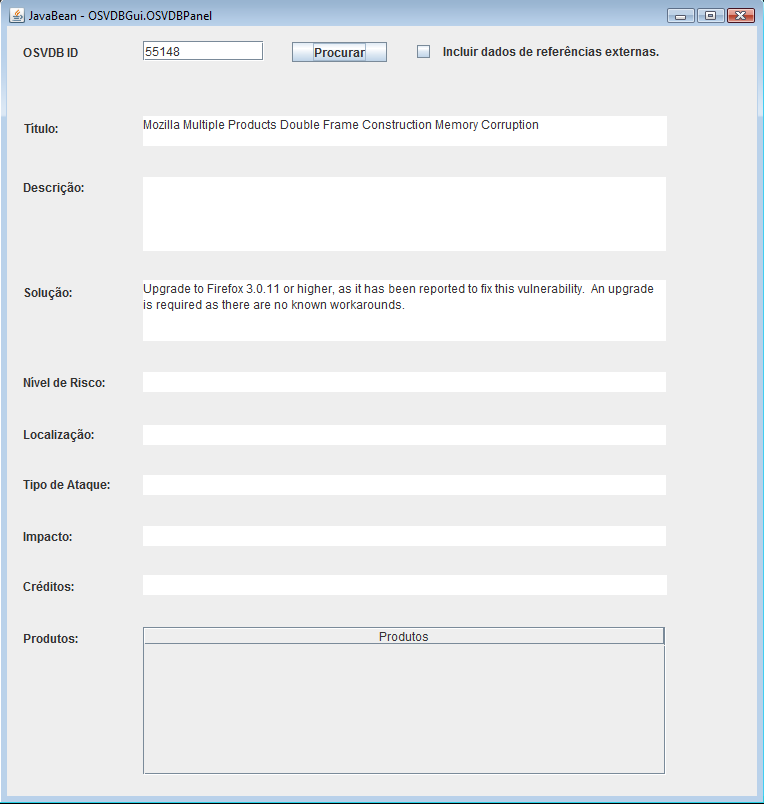 JavaBean - OSVDBGui.OSVDBPanel
OSVDB ID
55148
Procurar
Incluir dados de referências externas.
Título:
Mozilla Multiple Products Double Frame Construction Memory Corruption
Descrição:
Solução:
Upgrade to Firefox 3.0.11 or higher, as it has been reported to fix this vulnerability.  An upgrade
is required as there are no known workarounds.
Nível de Risco:
Localização:
Tipo de Ataque:
Impacto:
Créditos:
Produtos:
Produtos